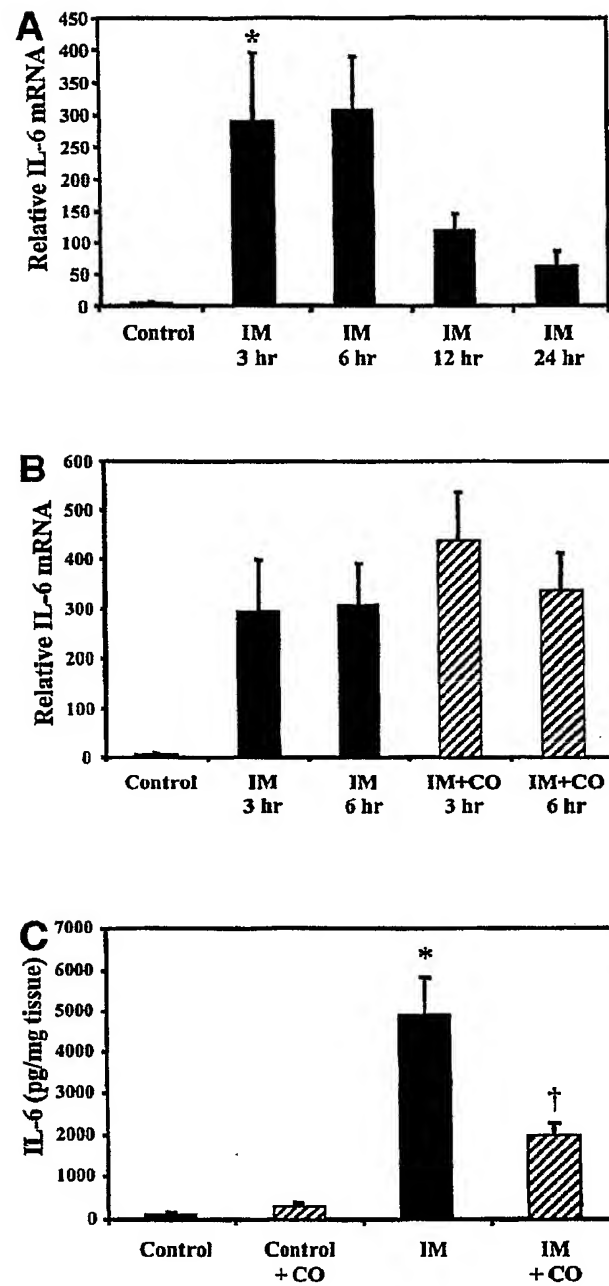 A
450
*
400
350
300
250
200
150
100
50
0
Relative IL-6 mRNA
Control IM IM IM IM
3 hr 6 hr 12 hr 24 hr
B
600
500
400
300
200
100
0
Relative IL-6 mRNA
Control IM IM IM+CO IM+CO
3 hr 6 hr 3 hr 6 hr
C
7000
*
6000
5000
4000
3000
†
2000
1000
0
IL-6 (pg/mg tissue)
Control Control IM IM
+ CO + CO